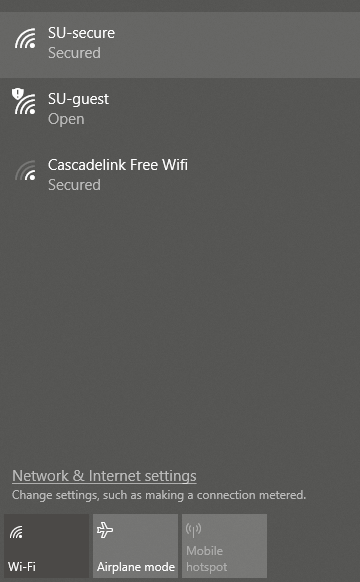 SU-secure
Secured
SU-guest
Open
Cascadelink Free Wifi
Secured
Network & Internet settings
Change settings, such as making a connection metered.
Wi-Fi
Airplane mode
Mobile
hotspot